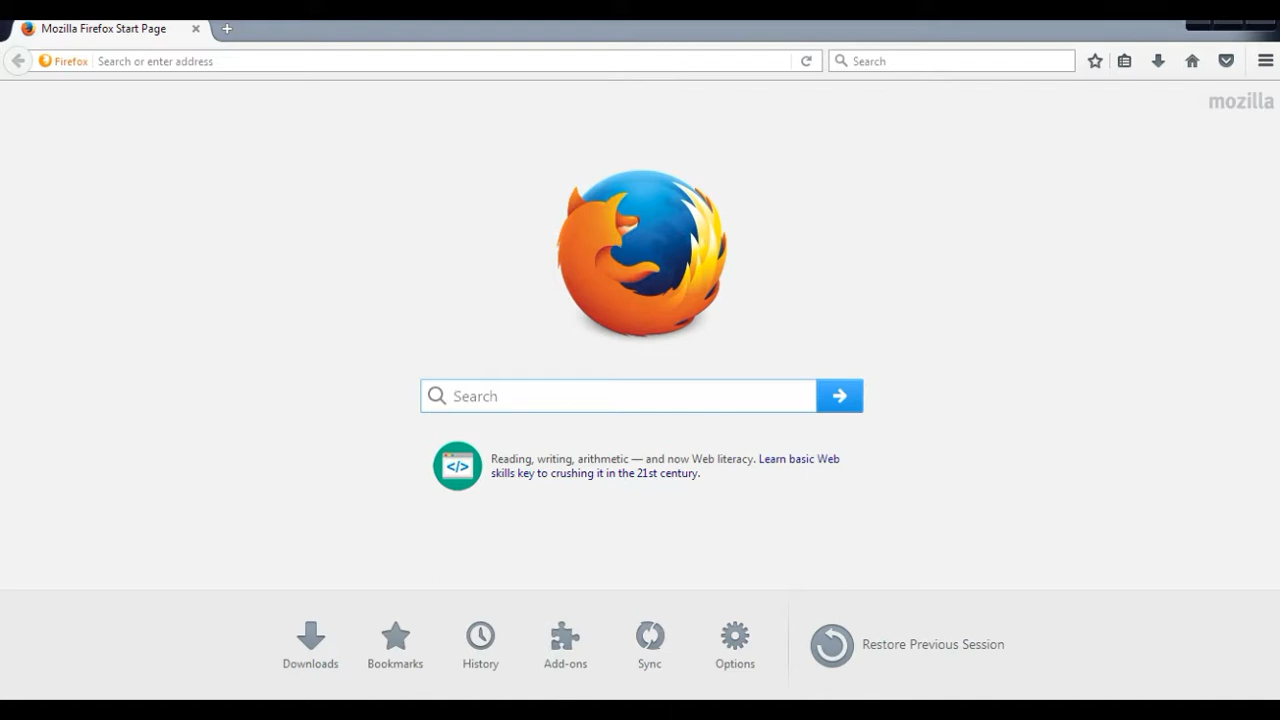 Mozilla Firefox Start Page
Firefox Search or enter address
Search
mozilla
Search
</>
Reading, writing, arithmetic — and now Web literacy. Learn basic Web
skills key to crushing it in the 21st century.
Downloads
Bookmarks
History
Add-ons
Sync
Options
Restore Previous Session